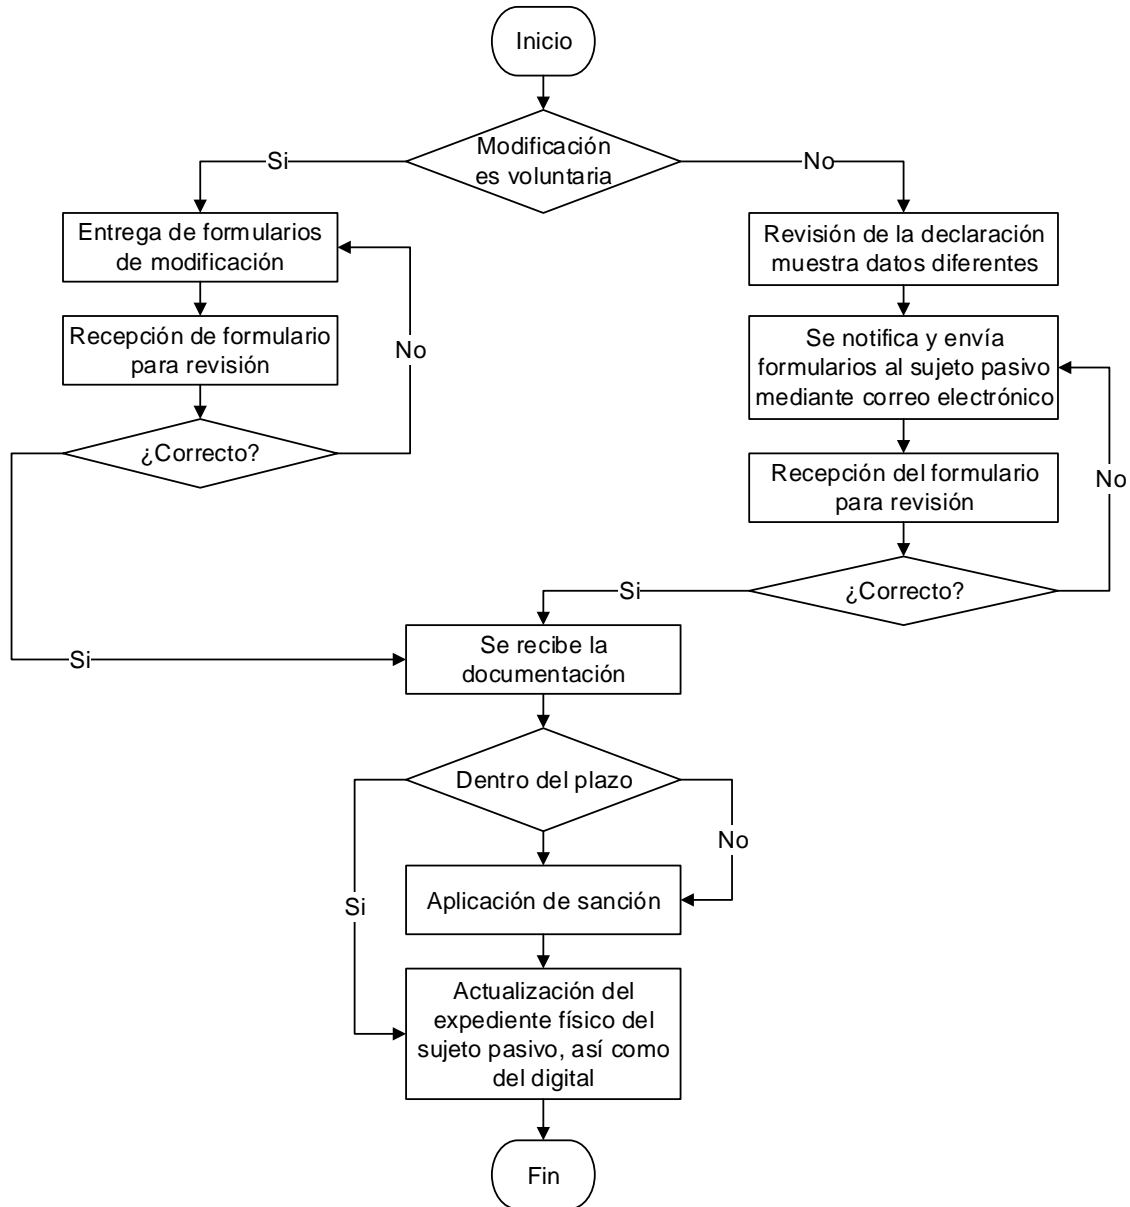 Inicio
Modificación
es voluntaria
Si
No
Entrega de formularios
de modificación
Revisión de la declaración
muestra datos diferentes
Recepción de formulario
para revisión
No
Se notifica y envía
formularios al sujeto pasivo
mediante correo electrónico
¿Correcto?
Recepción del formulario
para revisión
No
¿Correcto?
Si
Si
Se recibe la
documentación
Dentro del plazo
No
Si
Aplicación de sanción
Actualización del
expediente físico del
sujeto pasivo, así como
del digital
Fin